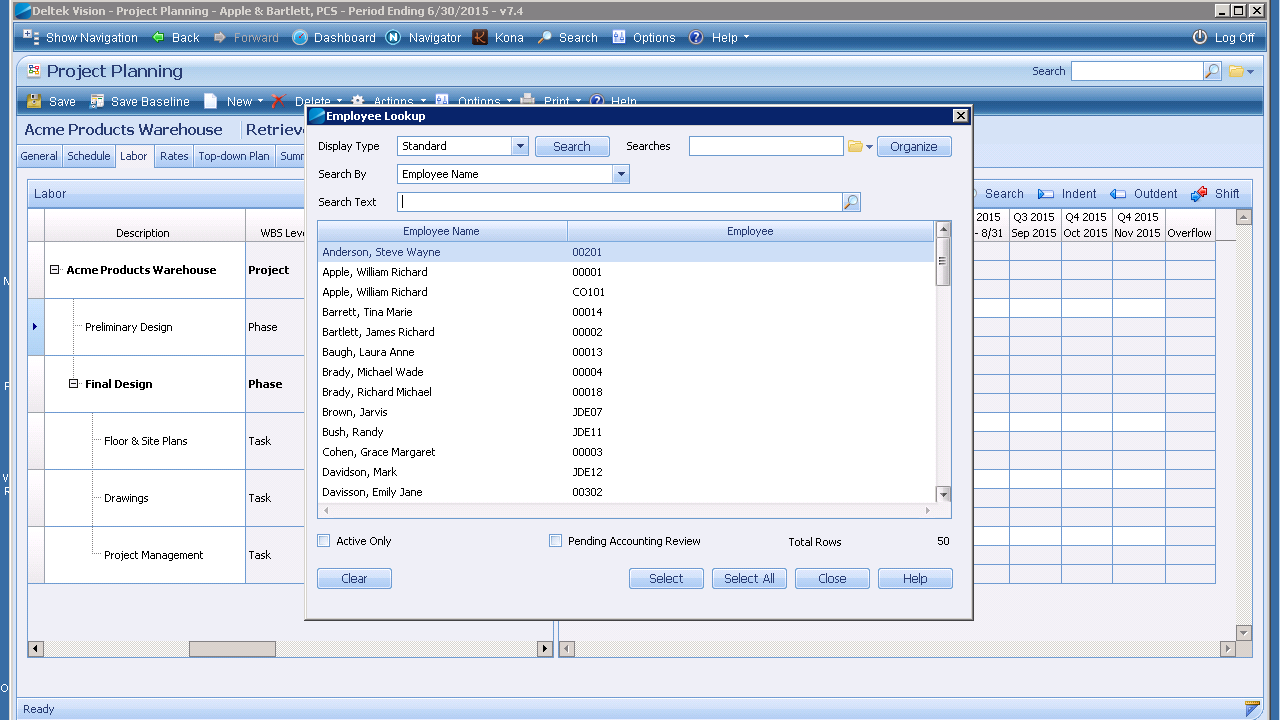 Deltek Vision - Project Planning - Apple & Bartlett, PCS - Period Ending 6/30/2015 - v7.4
Show Navigation Back Forward Dashboard Navigator Kona Search Options Help Log Off
Project Planning Search
Save Save Baseline New Delete Actions Options Print Help
Acme Products Warehouse Retrieve
General Schedule Labor Rates Top-down Plan Summ
Labor Search Indent Outdent Shift
Description WBS Leve
2015 Q3 2015 Q4 2015 Q4 2015
- 8/31 Sep 2015 Oct 2015 Nov 2015 Overflow
Acme Products Warehouse Project
Preliminary Design Phase
Final Design Phase
Floor & Site Plans Task
Drawings Task
Project Management Task
Employee Lookup
Display Type Standard Search Searches Organize
Search By Employee Name
Search Text
Employee Name Employee
Anderson, Steve Wayne 00201
Apple, William Richard 00001
Apple, William Richard CO101
Barrett, Tina Marie 00014
Bartlett, James Richard 00002
Baugh, Laura Anne 00013
Brady, Michael Wade 00004
Brady, Richard Michael 00018
Brown, Jarvis JDE07
Bush, Randy JDE11
Cohen, Grace Margaret 00003
Davidson, Mark JDE12
Davisson, Emily Jane 00302
Active Only Pending Accounting Review Total Rows 50
Clear Select Select All Close Help
Ready